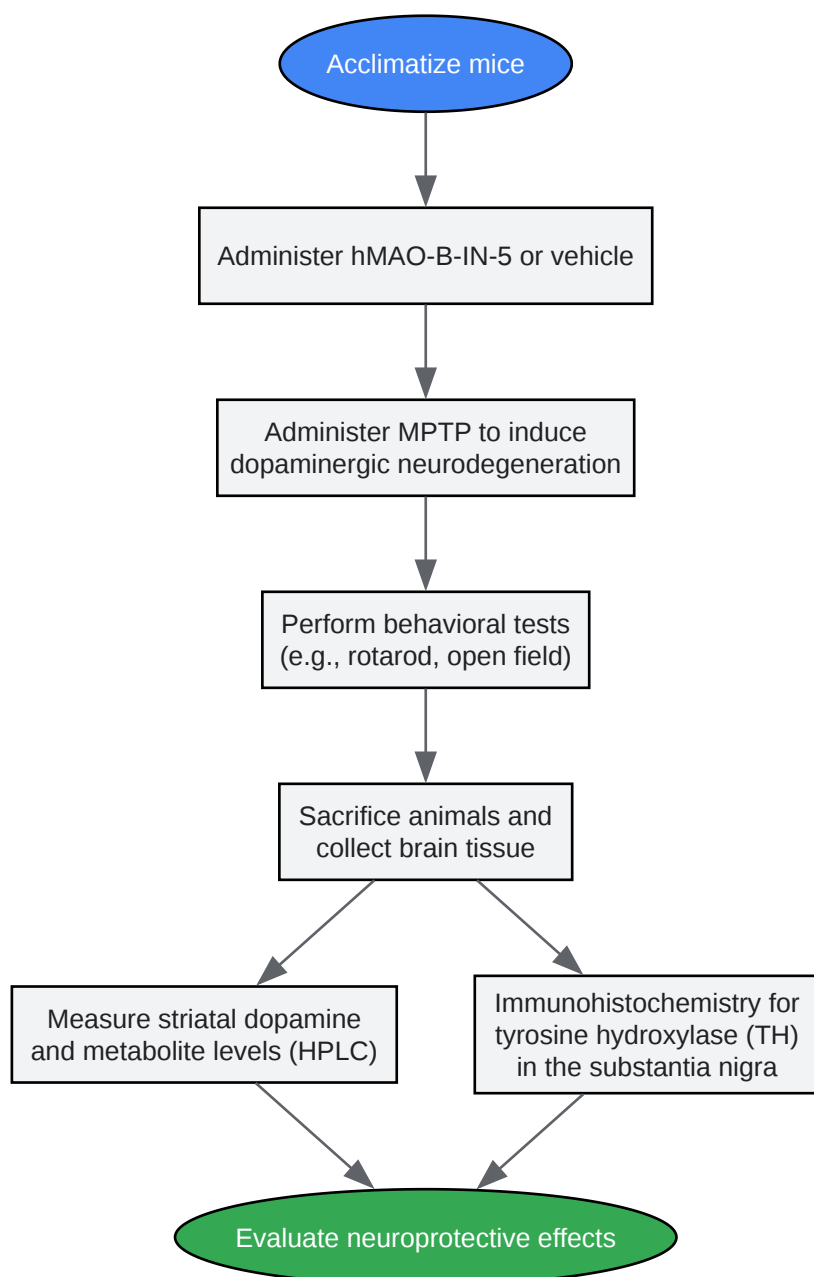 Acclimatize mice
Administer hMAO-B-IN-5 or vehicle
Administer MPTP to induce
dopaminergic neurodegeneration
Perform behavioral tests
(e.g., rotarod, open field)
Sacrifice animals and
collect brain tissue
Measure striatal dopamine
and metabolite levels (HPLC)
Immunohistochemistry for
tyrosine hydroxylase (TH)
in the substantia nigra
Evaluate neuroprotective effects